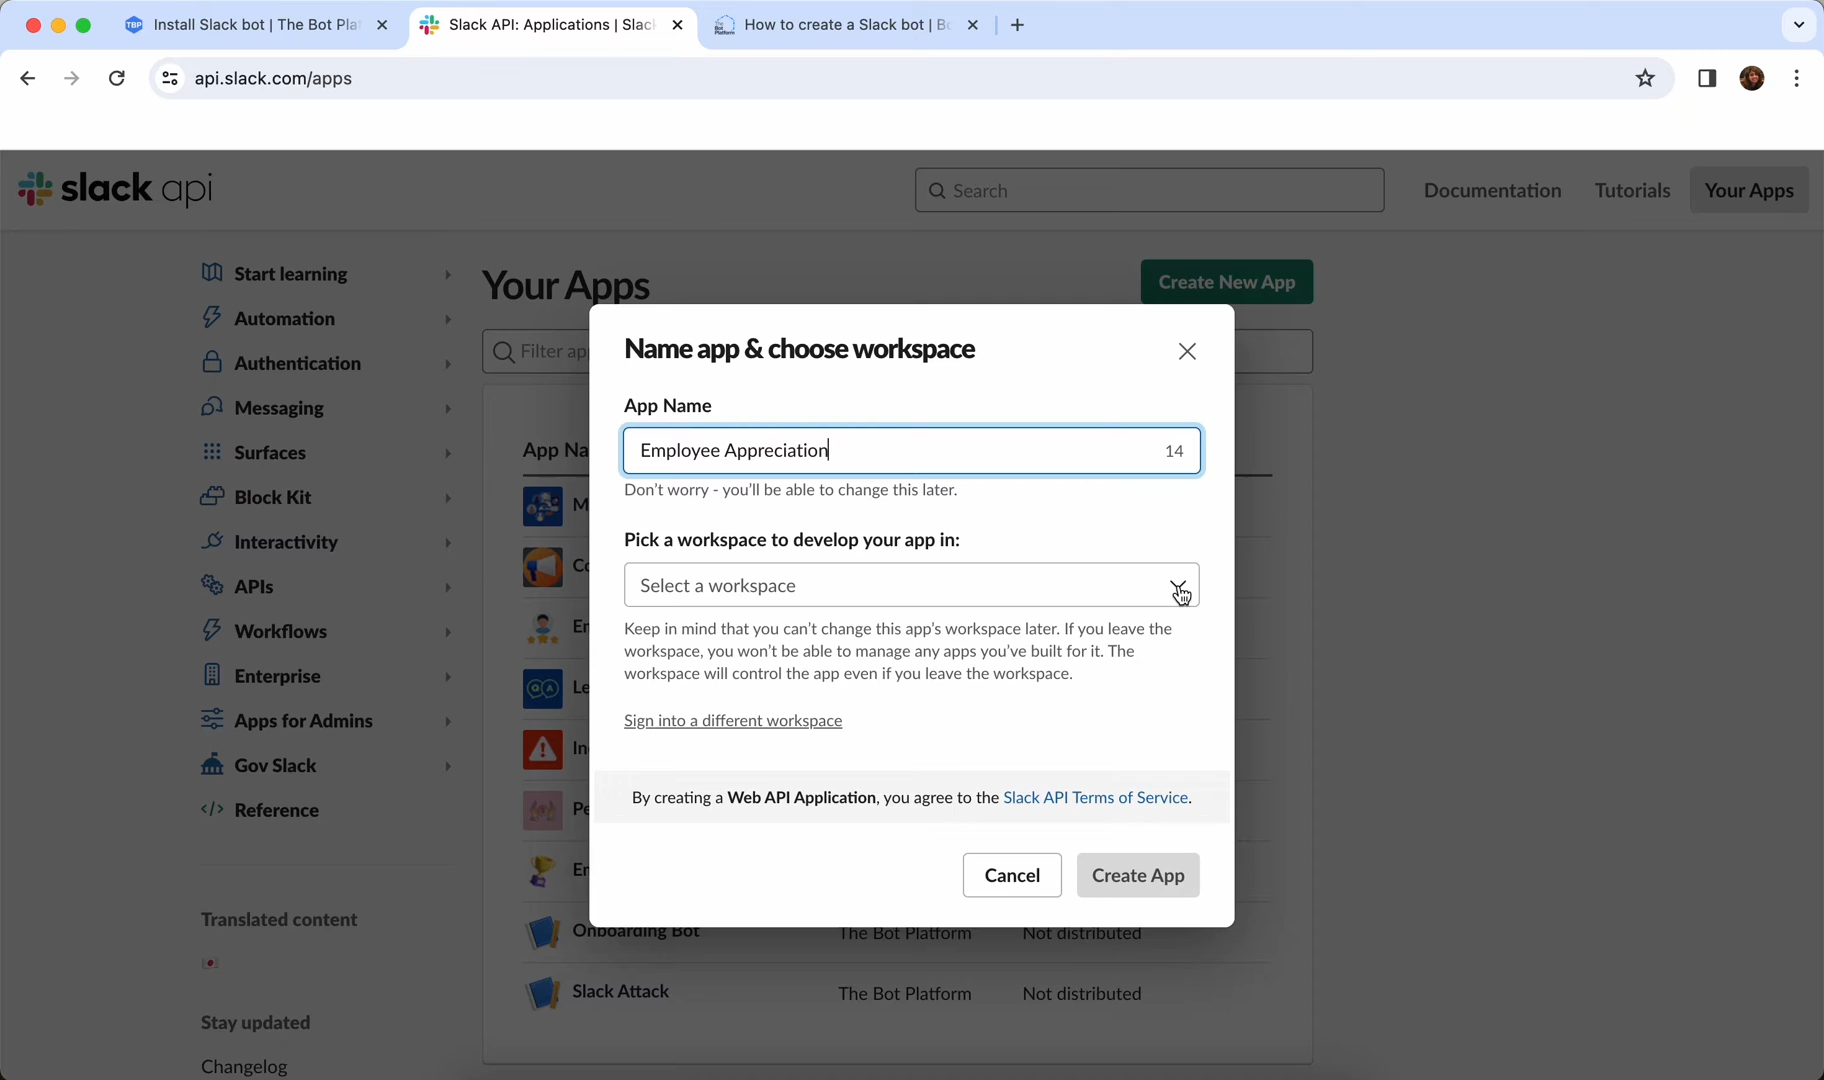 Install Slack bot | The Bot Pla
Slack API: Applications | Slac
How to create a Slack bot | B
api.slack.com/apps
slack api
Search
Documentation
Tutorials
Your Apps
Start learning
Automation
Authentication
Messaging
Surfaces
Block Kit
Interactivity
APIs
Workflows
Enterprise
Apps for Admins
Gov Slack
Reference
Translated content
Stay updated
Changelog
Your Apps
Create New App
Filter ap
App Na
M
Co
Er
Le
In
Pe
Er
Onboarding Bot The Bot Platform Not distributed
Slack Attack The Bot Platform Not distributed
Name app & choose workspace
App Name
Employee Appreciation 14
Don't worry - you'll be able to change this later.
Pick a workspace to develop your app in:
Select a workspace
Keep in mind that you can't change this app's workspace later. If you leave the
workspace, you won't be able to manage any apps you've built for it. The
workspace will control the app even if you leave the workspace.
Sign into a different workspace
By creating a Web API Application, you agree to the Slack API Terms of Service.
Cancel
Create App